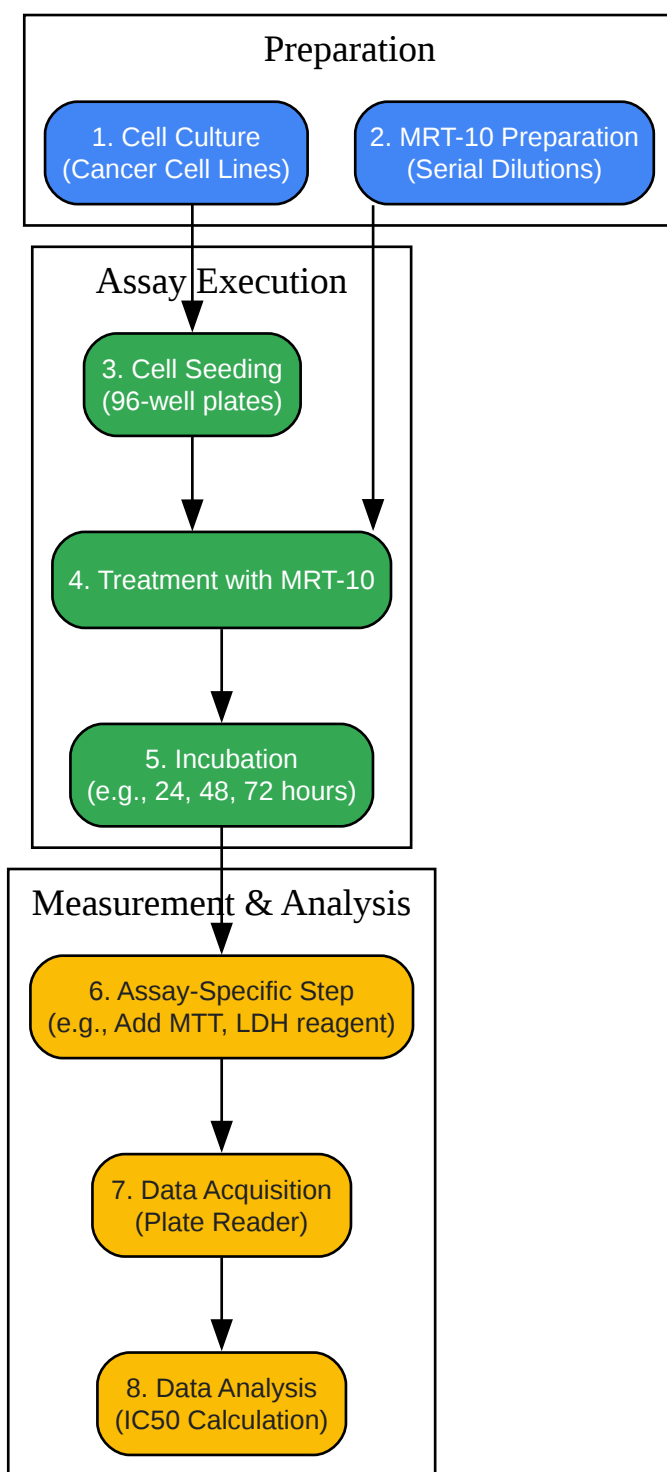 Preparation
1. Cell Culture
(Cancer Cell Lines)
2. MRT-10 Preparation
(Serial Dilutions)
Assay Execution
3. Cell Seeding
(96-well plates)
4. Treatment with MRT-10
5. Incubation
(e.g., 24, 48, 72 hours)
Measurement & Analysis
6. Assay-Specific Step
(e.g., Add MTT, LDH reagent)
7. Data Acquisition
(Plate Reader)
8. Data Analysis
(IC50 Calculation)